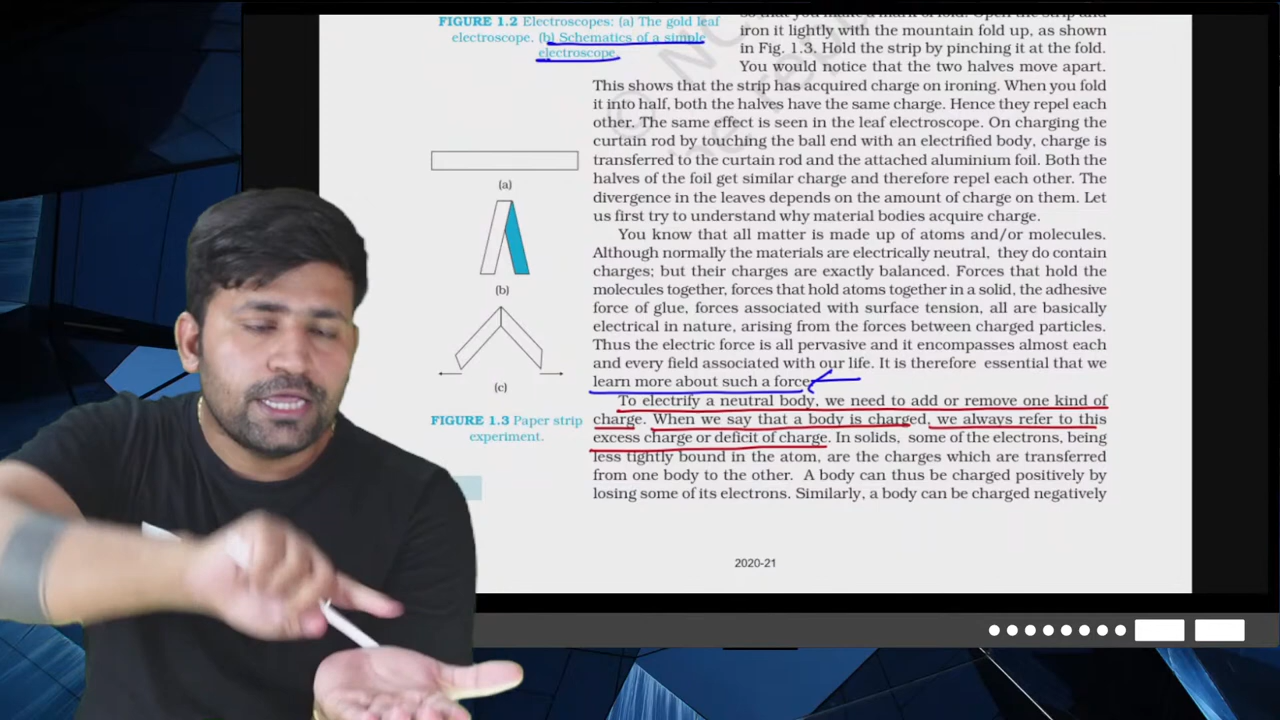 FIGURE 1.2 Electroscopes: (a) The gold leaf
electroscope, (b) Schematics of a simple
electroscope.
so that you make a mark of fold. Open the strip and
iron it lightly with the mountain fold up, as shown
in Fig. 1.3. Hold the strip by pinching it at the fold.
You would notice that the two halves move apart.
This shows that the strip has acquired charge on ironing. When you fold
it into half, both the halves have the same charge. Hence they repel each
other. The same effect is seen in the leaf electroscope. On charging the
curtain rod by touching the ball end with an electrified body, charge is
transferred to the curtain rod and the attached aluminium foil. Both the
halves of the foil get similar charge and therefore repel each other. The
divergence in the leaves depends on the amount of charge on them. Let
us first try to understand why material bodies acquire charge.
You know that all matter is made up of atoms and/or molecules.
Although normally the materials are electrically neutral, they do contain
charges; but their charges are exactly balanced. Forces that hold the
molecules together, forces that hold atoms together in a solid, the adhesive
force of glue, forces associated with surface tension, all are basically
electrical in nature, arising from the forces between charged particles.
Thus the electric force is all pervasive and it encompasses almost each
and every field associated with our life. It is therefore essential that we
learn more about such a force.
To electrify a neutral body, we need to add or remove one kind of
charge. When we say that a body is charged, we always refer to this
excess charge or deficit of charge. In solids, some of the electrons, being
less tightly bound in the atom, are the charges which are transferred
from one body to the other. A body can thus be charged positively by
losing some of its electrons. Similarly, a body can be charged negatively
(a)
(b)
(c)
FIGURE 1.3 Paper strip
experiment.
2020-21